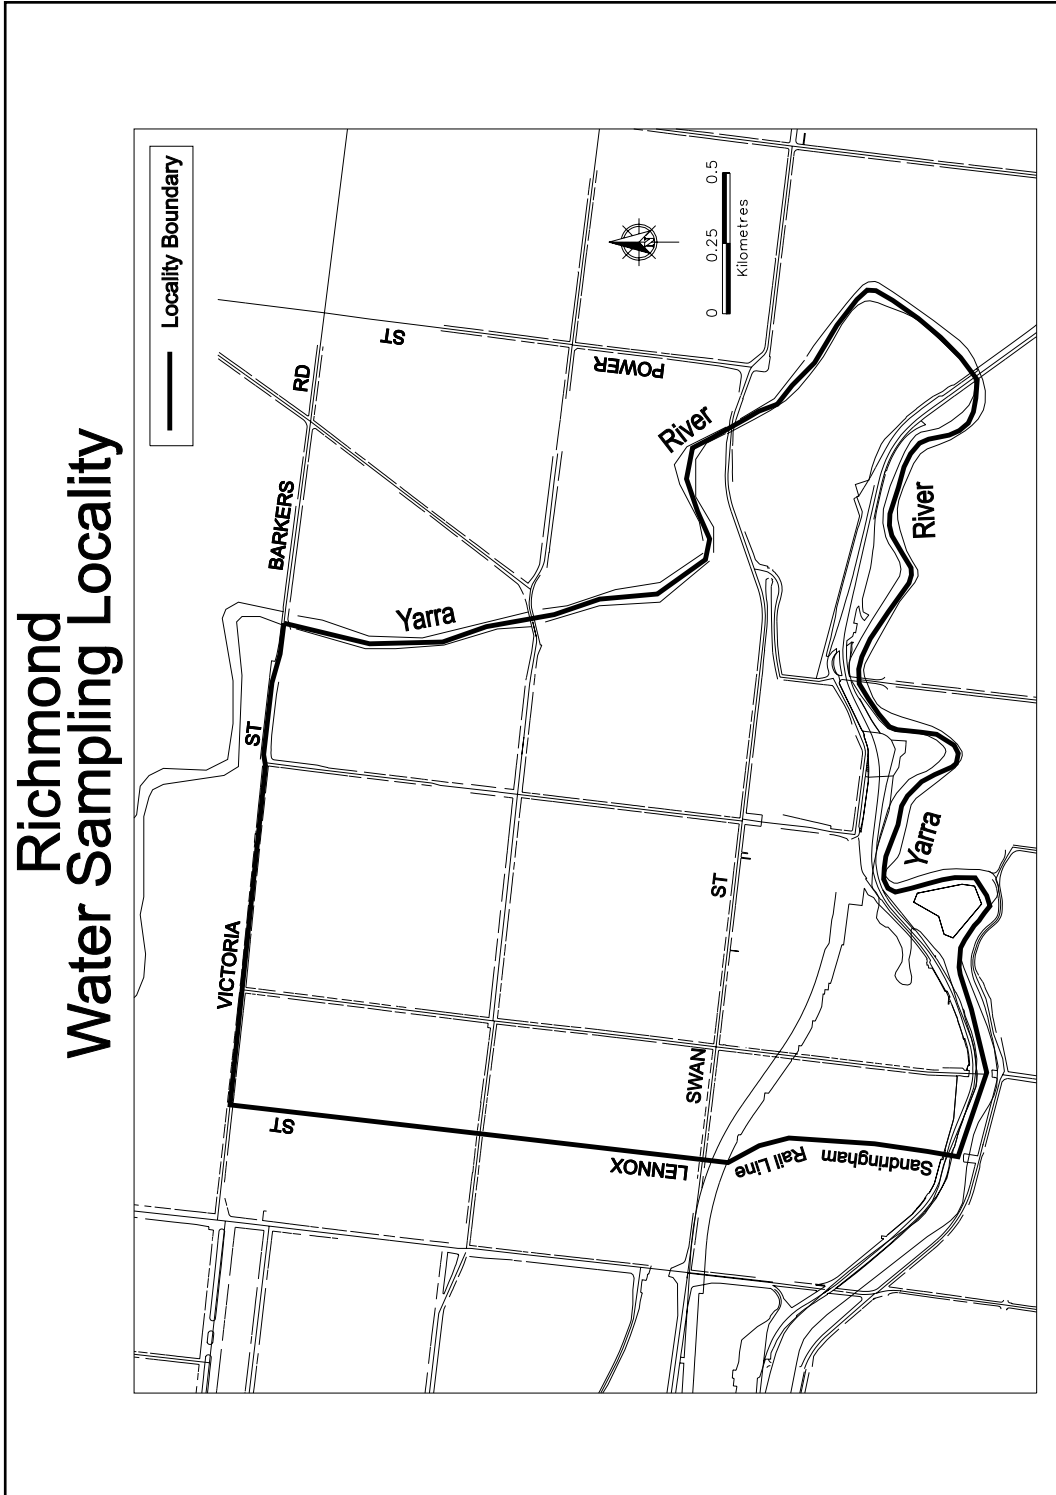 Richmond
Water Sampling Locality
Locality Boundary
BARKERS
RD
ST
POWER
0
0.25
0.5
Kilometres
N
VICTORIA
ST
Yarra
River
SWAN
ST
River
Yarra
ST
LENNOX
Rail Line
Sandringham